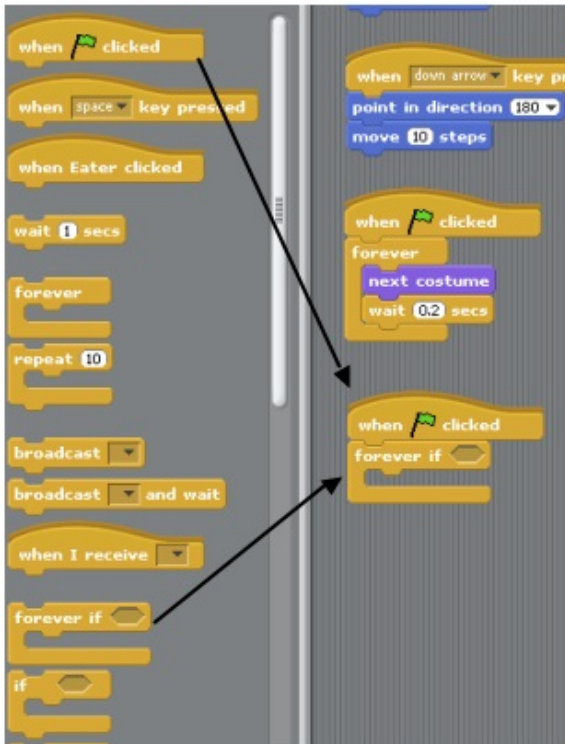 when clicked
when space key pressed
when Eater clicked
wait 1 secs
forever
repeat 10
broadcast
broadcast and wait
when I receive
forever if
if
when down arrow key pr
point in direction 180
move 10 steps
when clicked
forever
next costume
wait 0.2 secs
when clicked
forever if